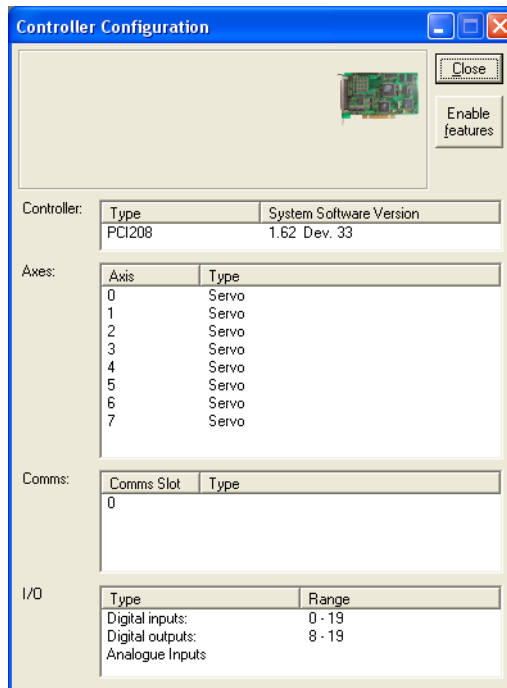 Controller Configuration
Close
Enable
features
Controller:
Type System Software Version
PCI208 1.62 Dev. 33
Axes:
Axis Type
0 Servo
1 Servo
2 Servo
3 Servo
4 Servo
5 Servo
6 Servo
7 Servo
Comms:
Comms Slot Type
0
I/O
Type Range
Digital inputs: 0 - 19
Digital outputs: 8 - 19
Analogue Inputs